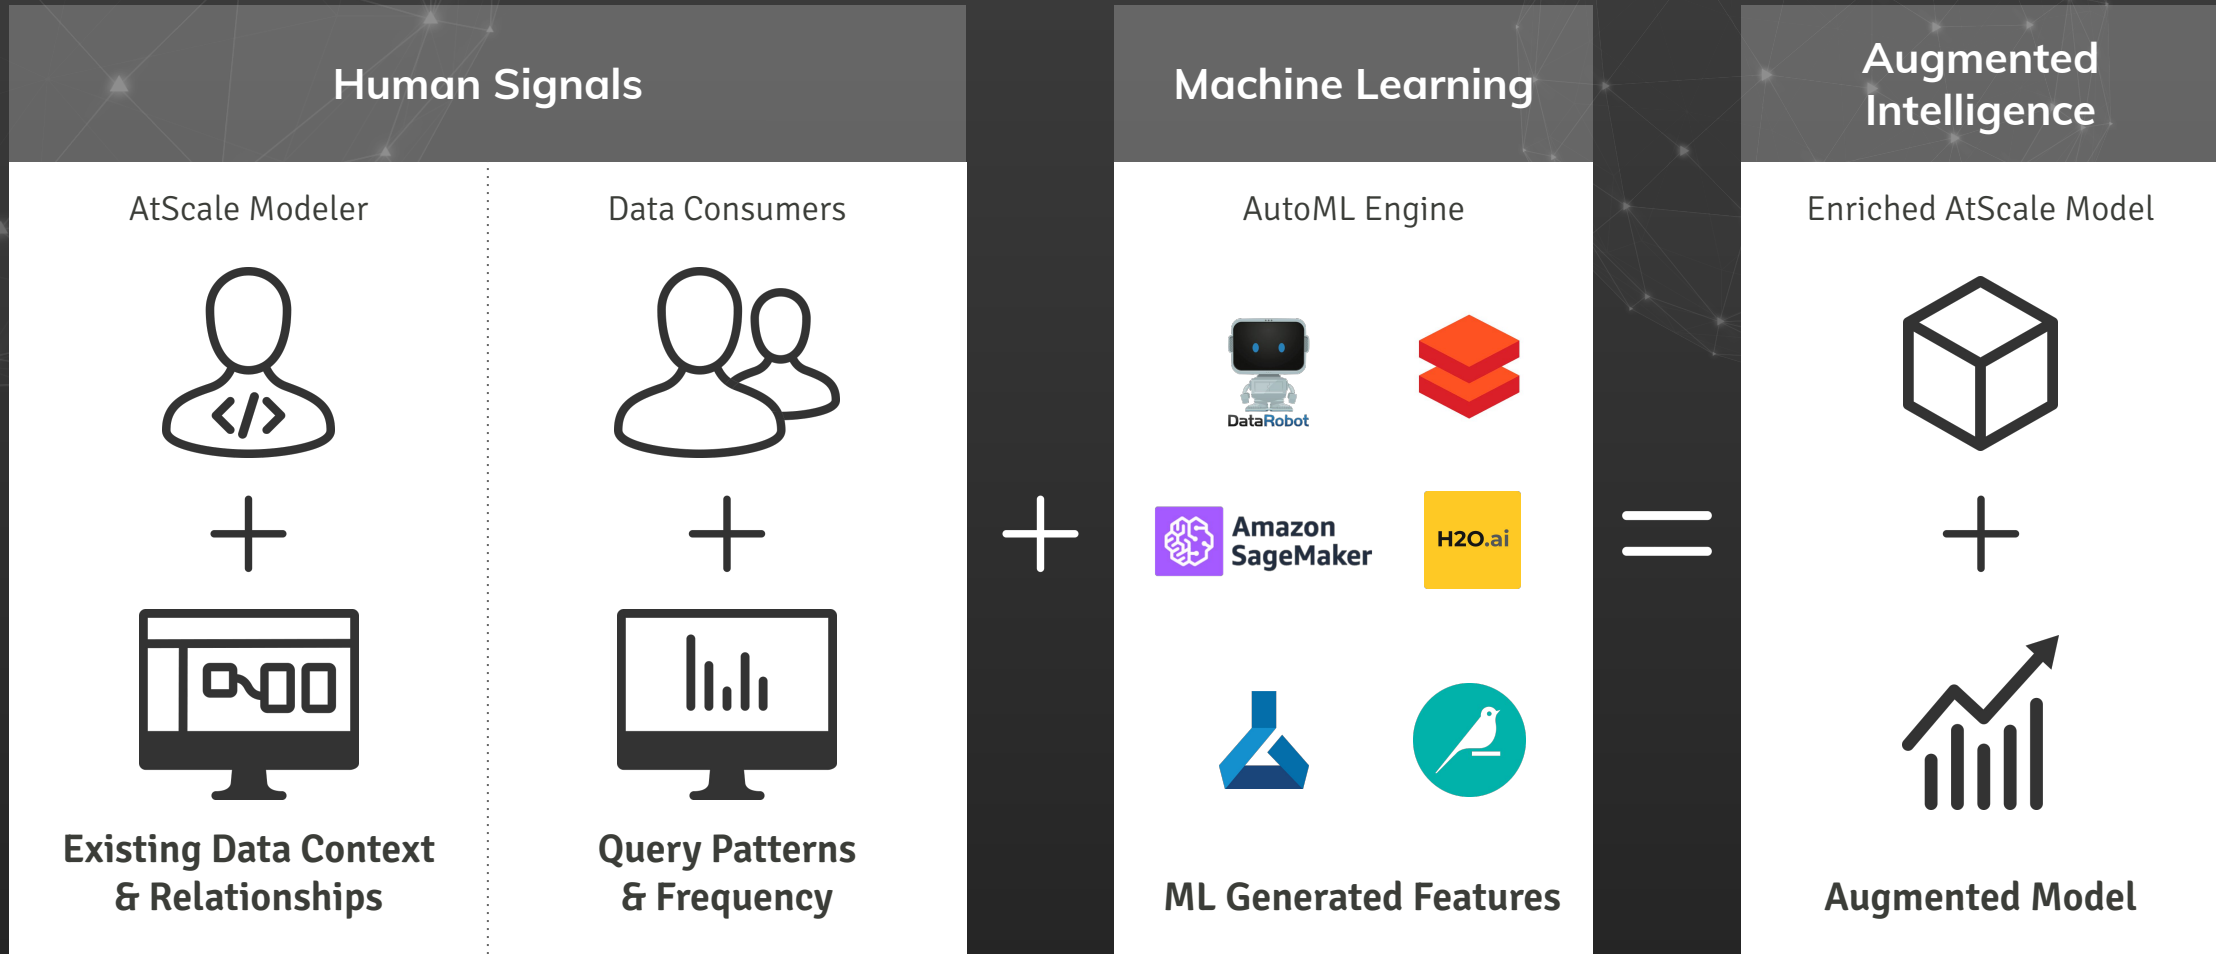 Human Signals
AtScale Modeler
</>
Existing Data Context
& Relationships
Data Consumers
Query Patterns
& Frequency
Machine Learning
AutoML Engine
DataRobot
Amazon
SageMaker
H2O.ai
ML Generated Features
Augmented
Intelligence
Enriched AtScale Model
Augmented Model